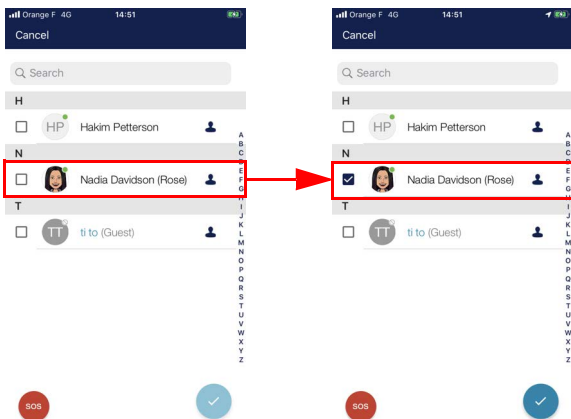 Orange F 4G 14:51
Cancel
Search
H
HP Hakim Petterson
N
Nadia Davidson (Rose)
T
TT ti to (Guest)
A
B
C
E
F
G
I
J
K
L
M
N
O
P
Q
R
S
T
U
V
W
X
Y
Z
SOS
Orange F 4G 14:51
Cancel
Search
H
HP Hakim Petterson
N
Nadia Davidson (Rose)
T
TT ti to (Guest)
A
B
C
E
F
G
I
J
K
L
M
N
O
P
Q
R
S
T
U
V
W
X
Y
Z
SOS